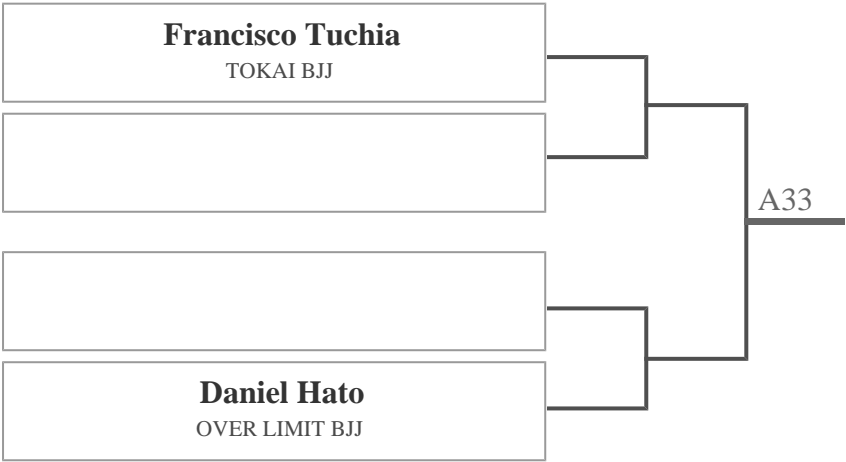 Francisco Tuchia
TOKAI BJJ
A33
Daniel Hato
OVER LIMIT BJJ